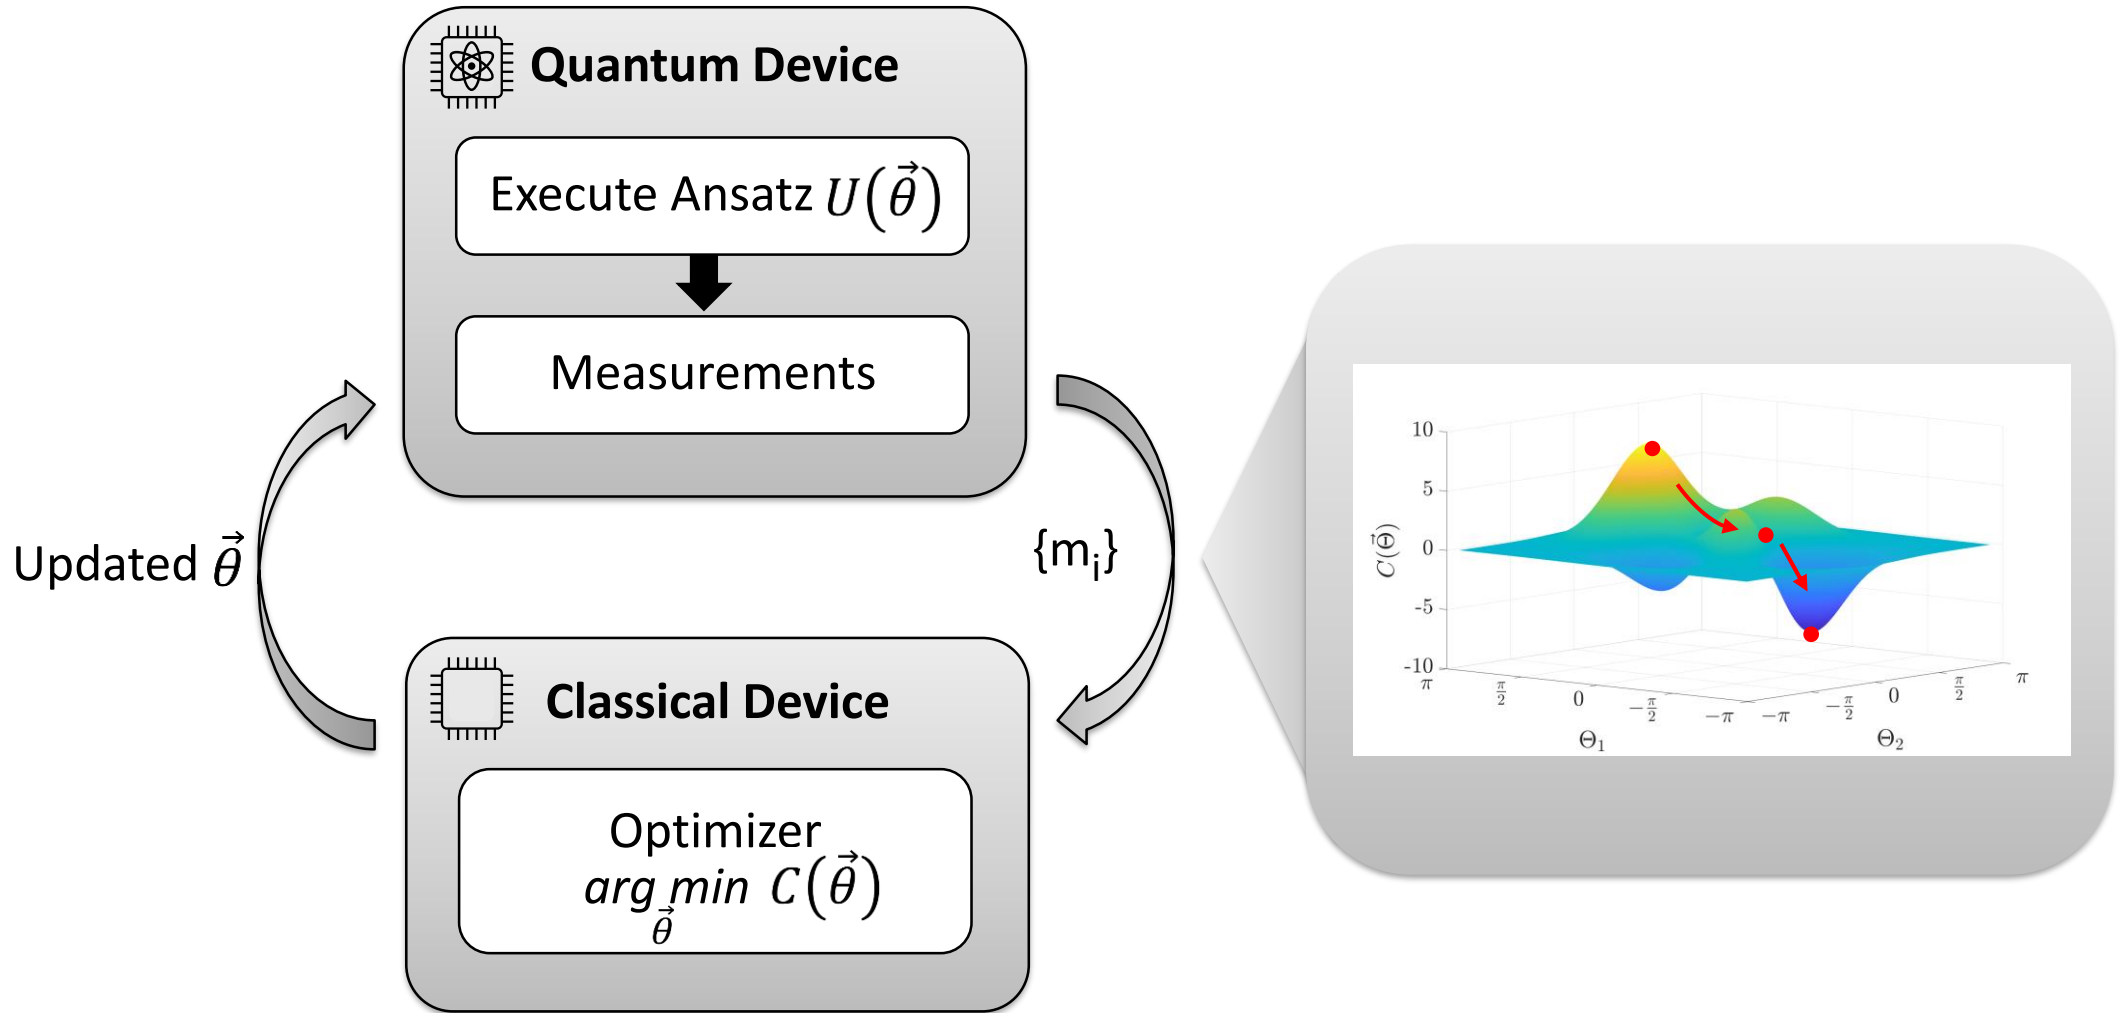 Quantum Device
Execute Ansatz U(θ⃗)
Measurements
Updated θ⃗
{mᵢ}
Classical Device
Optimizer
arg min C(θ⃗)
θ⃗
10
5
0
-5
-10
C(Θ⃗)
π
π/2
0
-π/2
-π
Θ₁
-π
-π/2
0
π/2
π
Θ₂